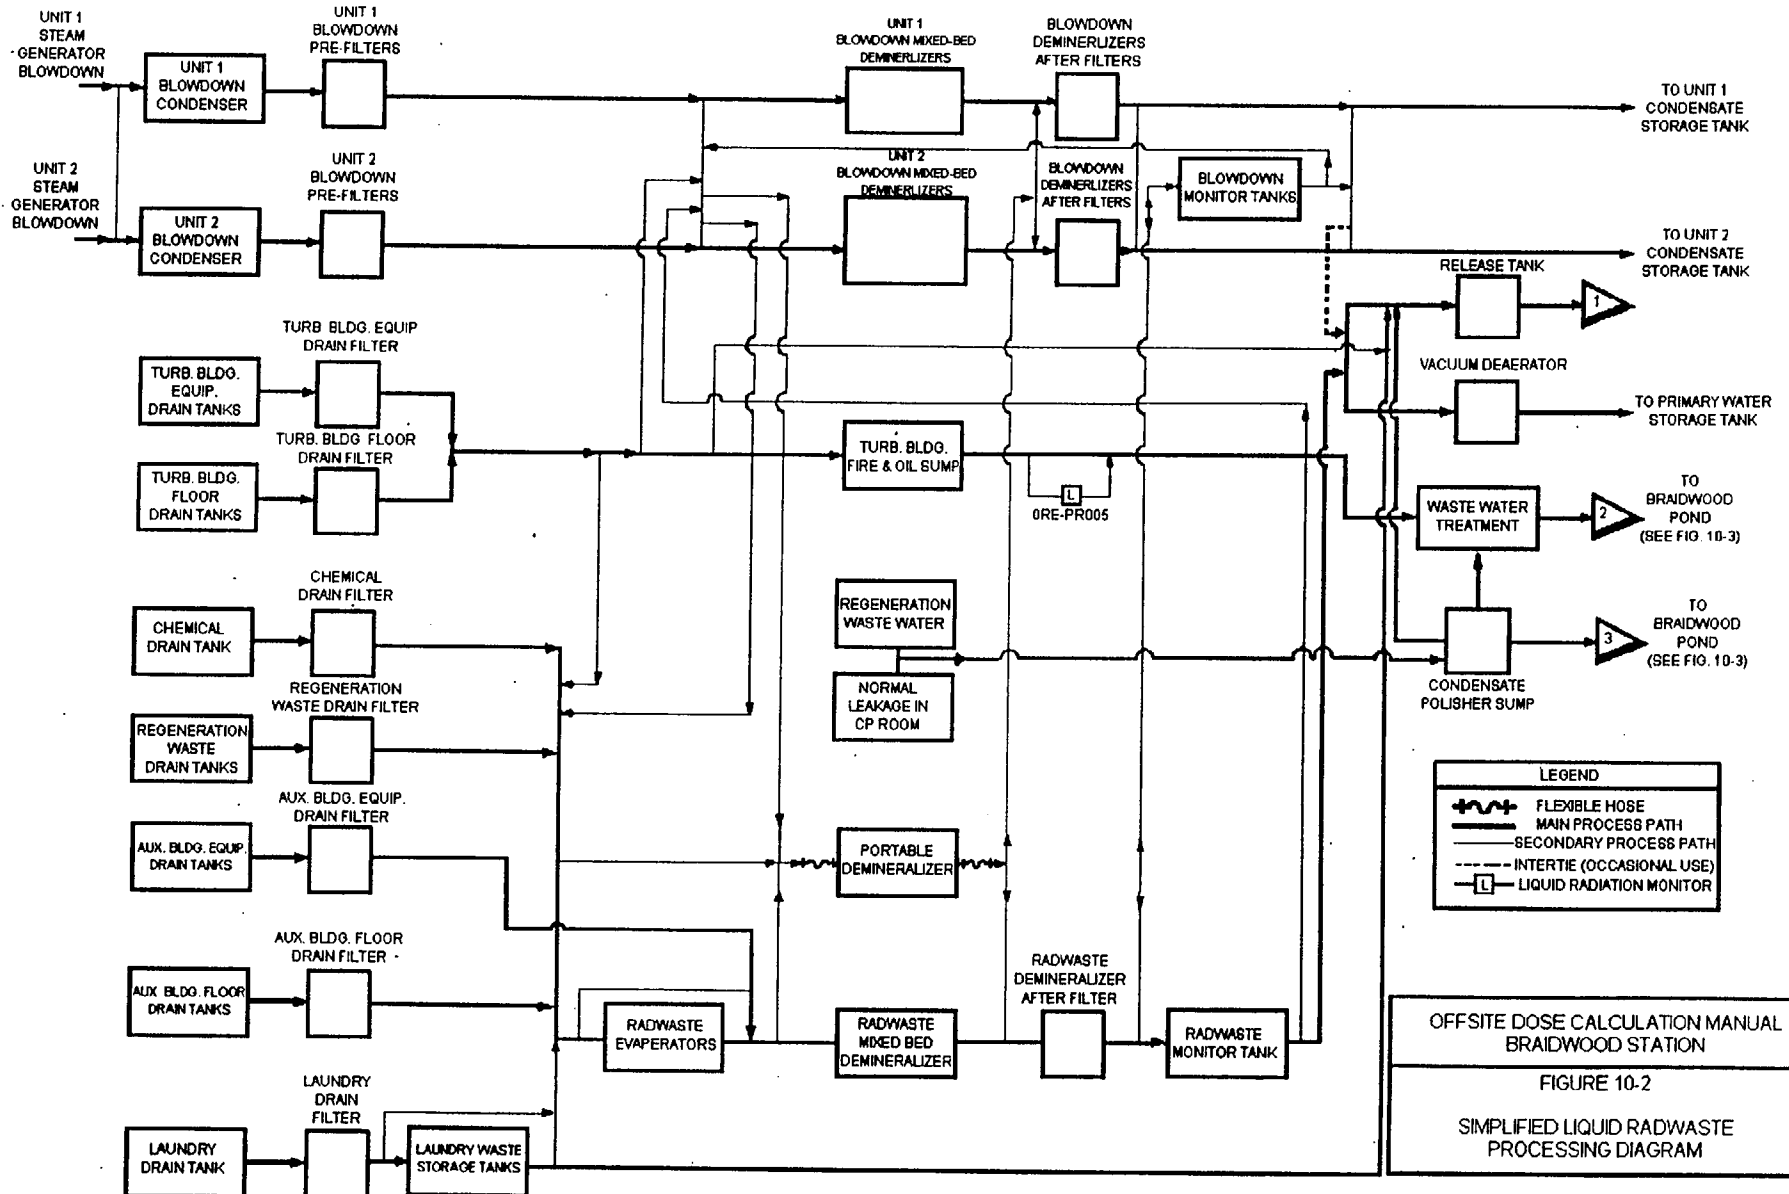 UNIT 1
STEAM
GENERATOR
BLOWDOWN
UNIT 1
BLOWDOWN
PRE-FILTERS
UNIT 1
BLOWDOWN
CONDENSER
UNIT 1
BLOWDOWN MIXED-BED
DEMINERLIZERS
BLOWDOWN
DEMINERLIZERS
AFTER FILTERS
TO UNIT 1
CONDENSATE
STORAGE TANK
UNIT 2
STEAM
GENERATOR
BLOWDOWN
UNIT 2
BLOWDOWN
PRE-FILTERS
UNIT 2
BLOWDOWN
CONDENSER
UNIT 2
BLOWDOWN MIXED-BED
DEMINERLIZERS
BLOWDOWN
DEMINERLIZERS
AFTER FILTERS
BLOWDOWN
MONITOR TANKS
TO UNIT 2
CONDENSATE
STORAGE TANK
RELEASE TANK
1
TURB BLDG. EQUIP
DRAIN FILTER
TURB. BLDG.
EQUIP.
DRAIN TANKS
VACUUM DEAERATOR
TO PRIMARY WATER
STORAGE TANK
TURB. BLDG FLOOR
DRAIN FILTER
TURB. BLDG.
FLOOR
DRAIN TANKS
TURB. BLDG.
FIRE & OIL SUMP
L
0RE-PR005
WASTE WATER
TREATMENT
2
TO
BRAIDWOOD
POND
(SEE FIG. 10-3)
CHEMICAL
DRAIN FILTER
CHEMICAL
DRAIN TANK
REGENERATION
WASTE WATER
NORMAL
LEAKAGE IN
CP ROOM
3
TO
BRAIDWOOD
POND
(SEE FIG. 10-3)
CONDENSATE
POLISHER SUMP
REGENERATION
WASTE DRAIN FILTER
REGENERATION
WASTE
DRAIN TANKS
LEGEND
FLEXIBLE HOSE
MAIN PROCESS PATH
SECONDARY PROCESS PATH
INTERTIE (OCCASIONAL USE)
L LIQUID RADIATION MONITOR
AUX. BLDG. EQUIP.
DRAIN FILTER
AUX. BLDG. EQUIP.
DRAIN TANKS
PORTABLE
DEMINERALIZER
AUX. BLDG. FLOOR
DRAIN FILTER
AUX. BLDG. FLOOR
DRAIN TANKS
RADWASTE
EVAPERATORS
RADWASTE
MIXED BED
DEMINERALIZER
RADWASTE
DEMINERALIZER
AFTER FILTER
RADWASTE
MONITOR TANK
LAUNDRY
DRAIN
FILTER
LAUNDRY
DRAIN TANK
LAUNDRY WASTE
STORAGE TANKS
OFFSITE DOSE CALCULATION MANUAL
BRAIDWOOD STATION
FIGURE 10-2
SIMPLIFIED LIQUID RADWASTE
PROCESSING DIAGRAM